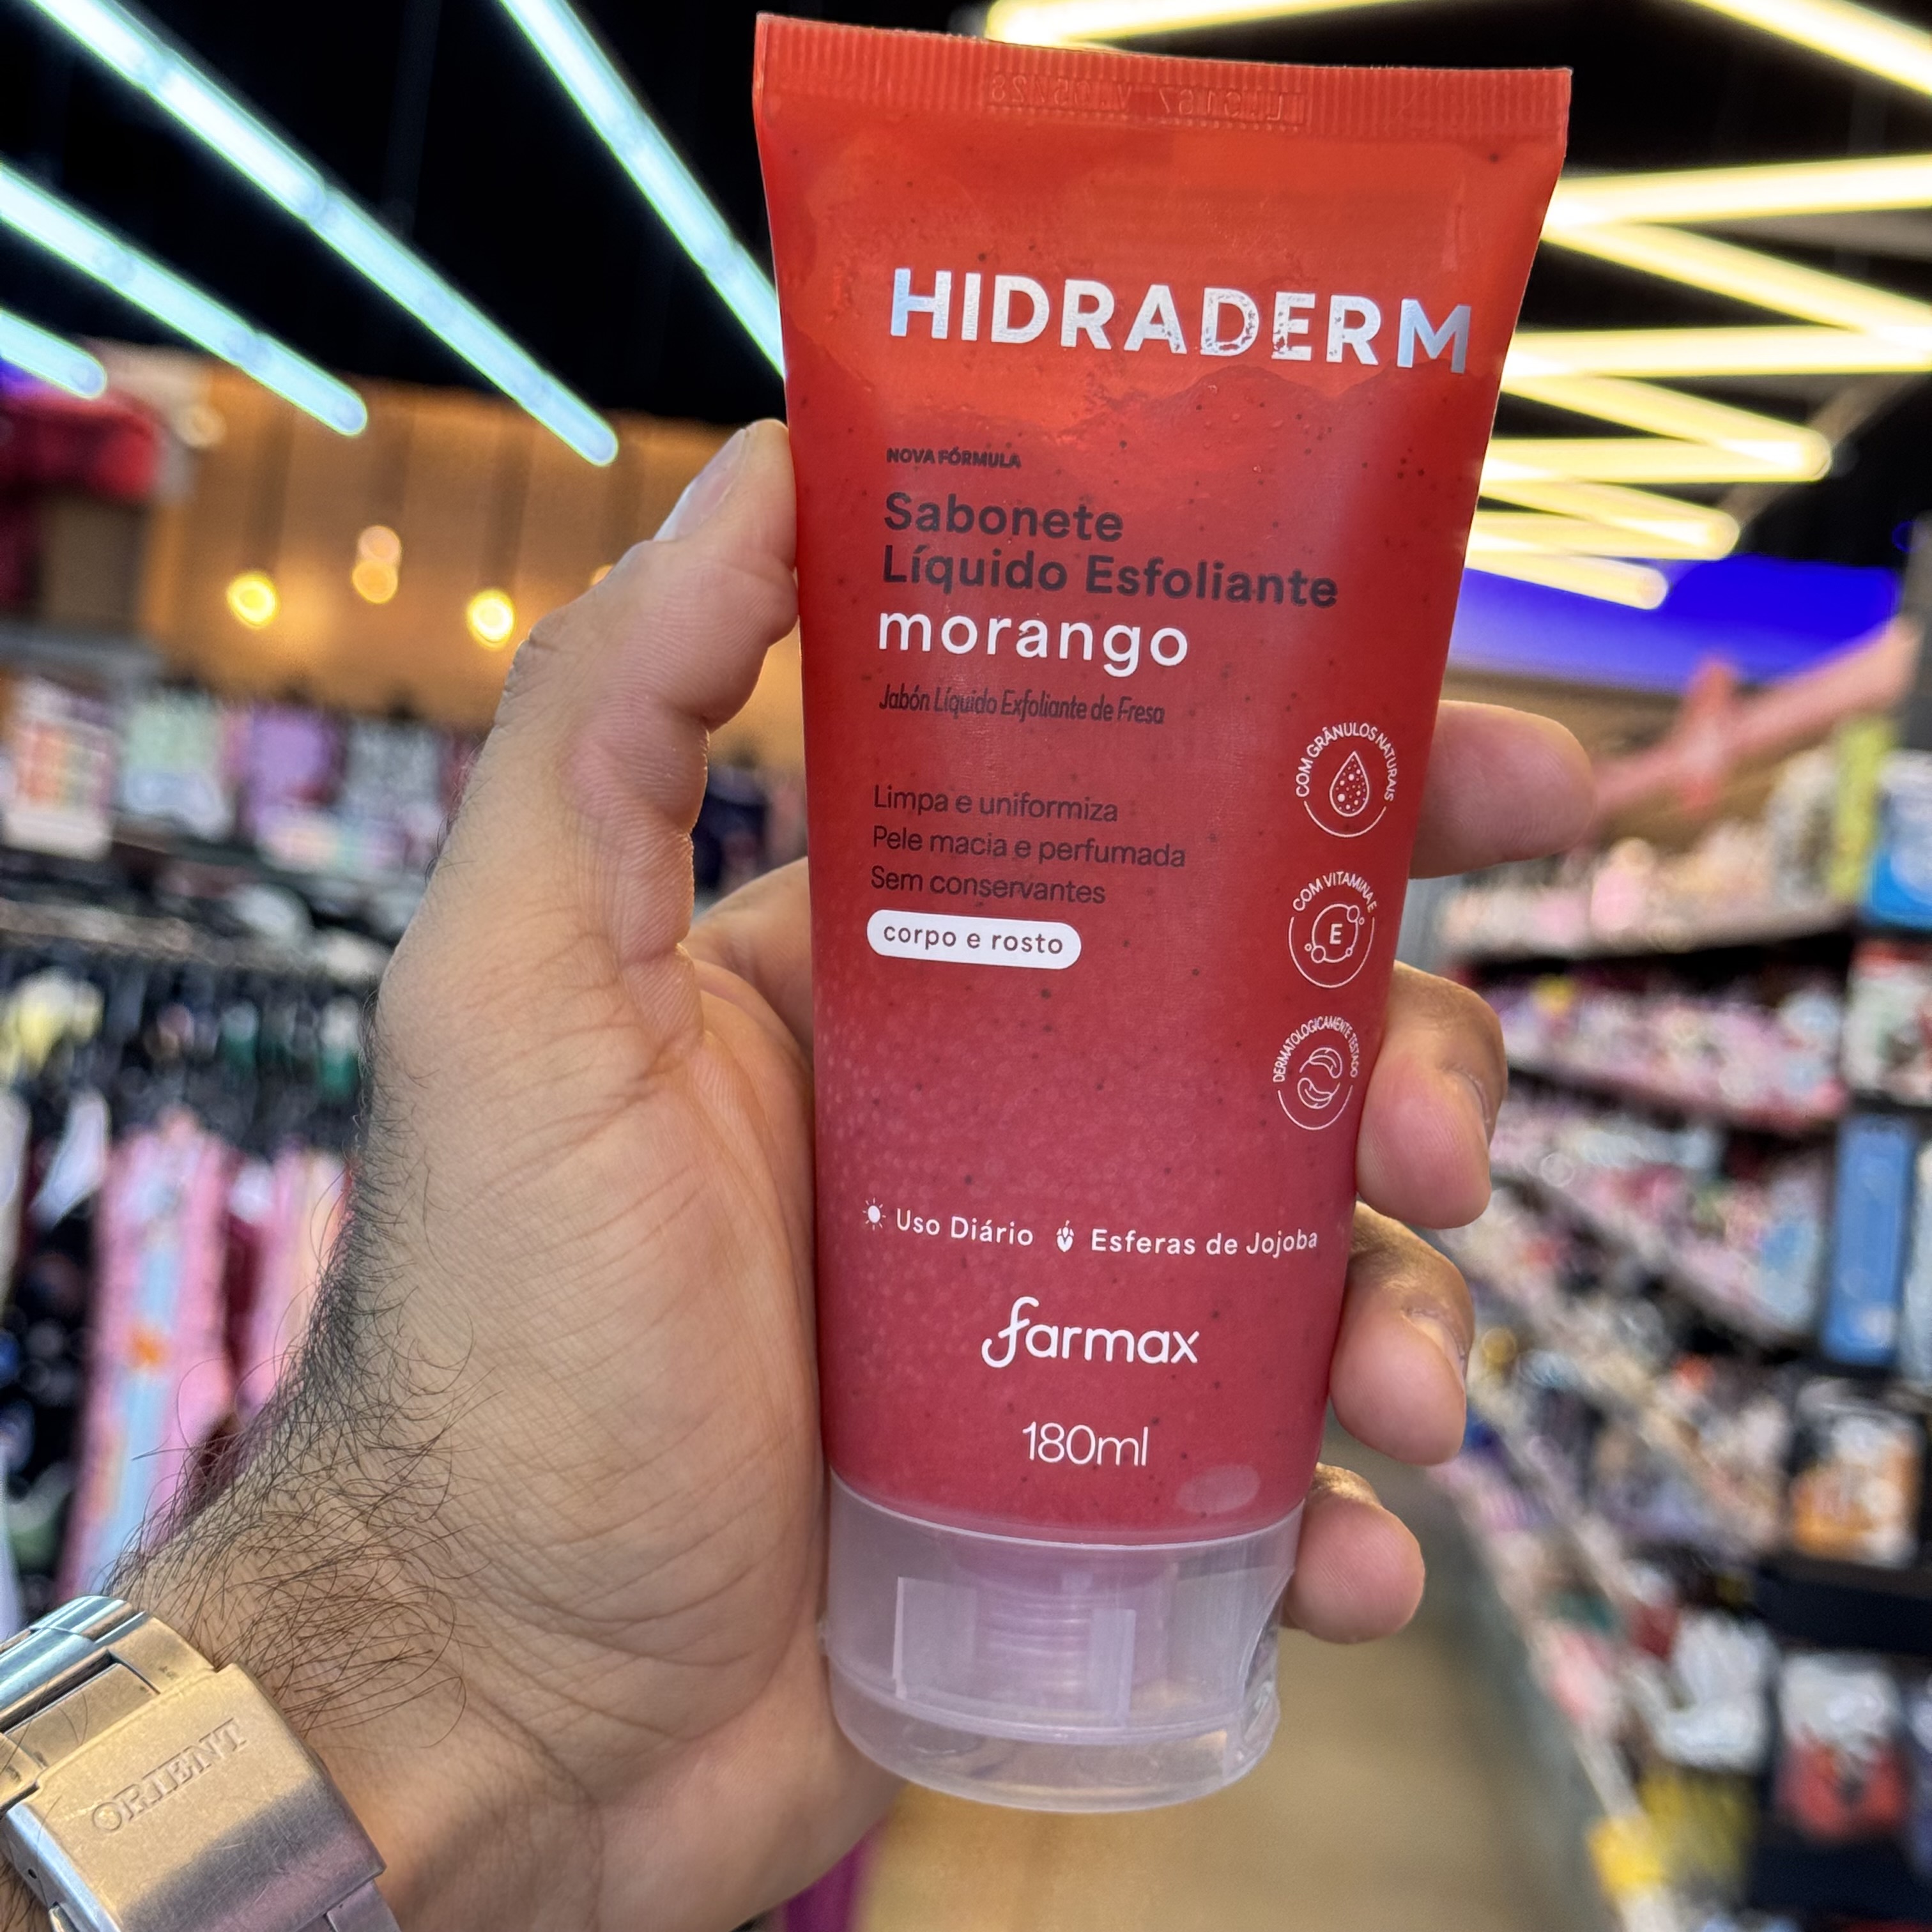 HIDRADERM
NOVA FÓRMULA
Sabonete
Líquido Esfoliante
morango
Jabón Líquido Exfoliante de Fresa
COM GRÂNULOS NATURAIS
Limpa e uniformiza
Pele macia e perfumada
Sem conservantes
COM VITAMINA E
E
corpo e rosto
DERMATOLOGICAMENTE TESTADO
Uso Diário Esferas de Jojoba
farmax
180ml
ORIENT